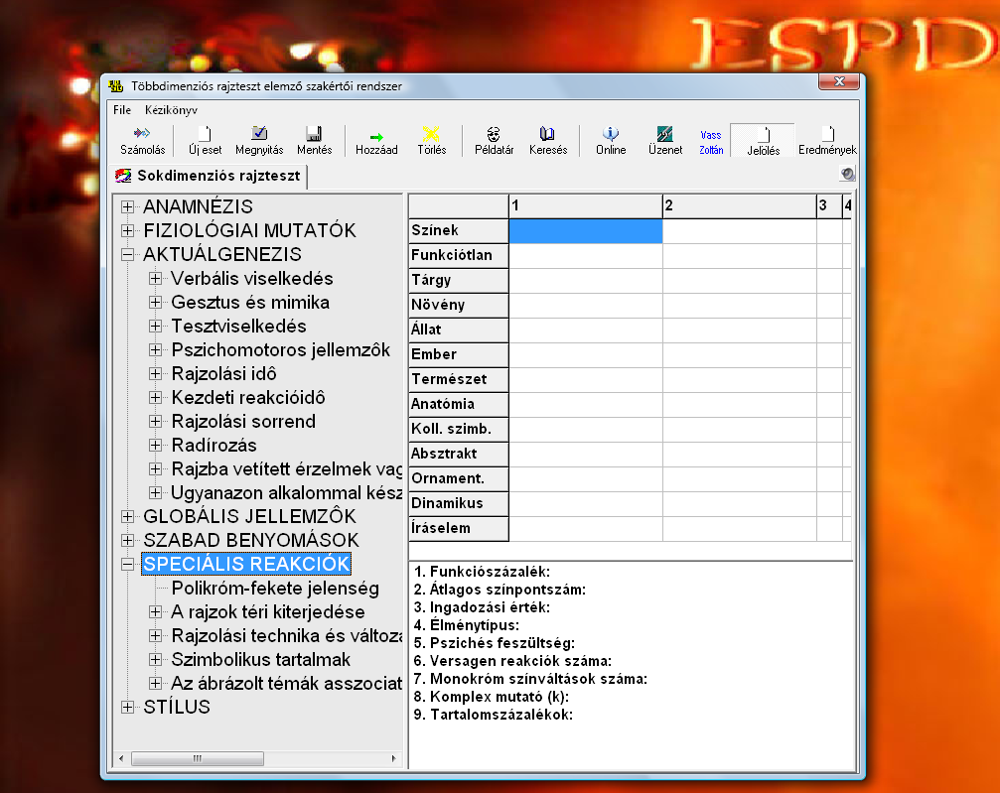 ESPD
Többdimenziós rajzteszt elemző szakértői rendszer
File Kézikönyv
Számolás Új eset Megnyitás Mentés Hozzáad Törlés Példatár Keresés Online Üzenet Vass Zoltán Jelölés Eredmények
Sokdimenziós rajzteszt
ANAMNÉZIS
FIZIOLÓGIAI MUTATÓK
AKTUÁLGENEZIS
Verbális viselkedés
Gesztus és mimika
Tesztviselkedés
Pszichomotoros jellemzôk
Rajzolási idô
Kezdeti reakcióidô
Rajzolási sorrend
Radírozás
Rajzba vetített érzelmek vag
Ugyanazon alkalommal kész
GLOBÁLIS JELLEMZÔK
SZABAD BENYOMÁSOK
SPECIÁLIS REAKCIÓK
Polikróm-fekete jelenség
A rajzok téri kiterjedése
Rajzolási technika és változa
Szimbolikus tartalmak
Az ábrázolt témák asszociat
STÍLUS
1 2 3 4
Színek
Funkciótlan
Tárgy
Növény
Állat
Ember
Természet
Anatómia
Koll. szimb.
Absztrakt
Ornament.
Dinamikus
Íráselem
1. Funkciószázalék:
2. Átlagos színpontszám:
3. Ingadozási érték:
4. Élménytípus:
5. Pszichés feszültség:
6. Versagen reakciók száma:
7. Monokróm színváltások száma:
8. Komplex mutató (k):
9. Tartalomszázalékok: